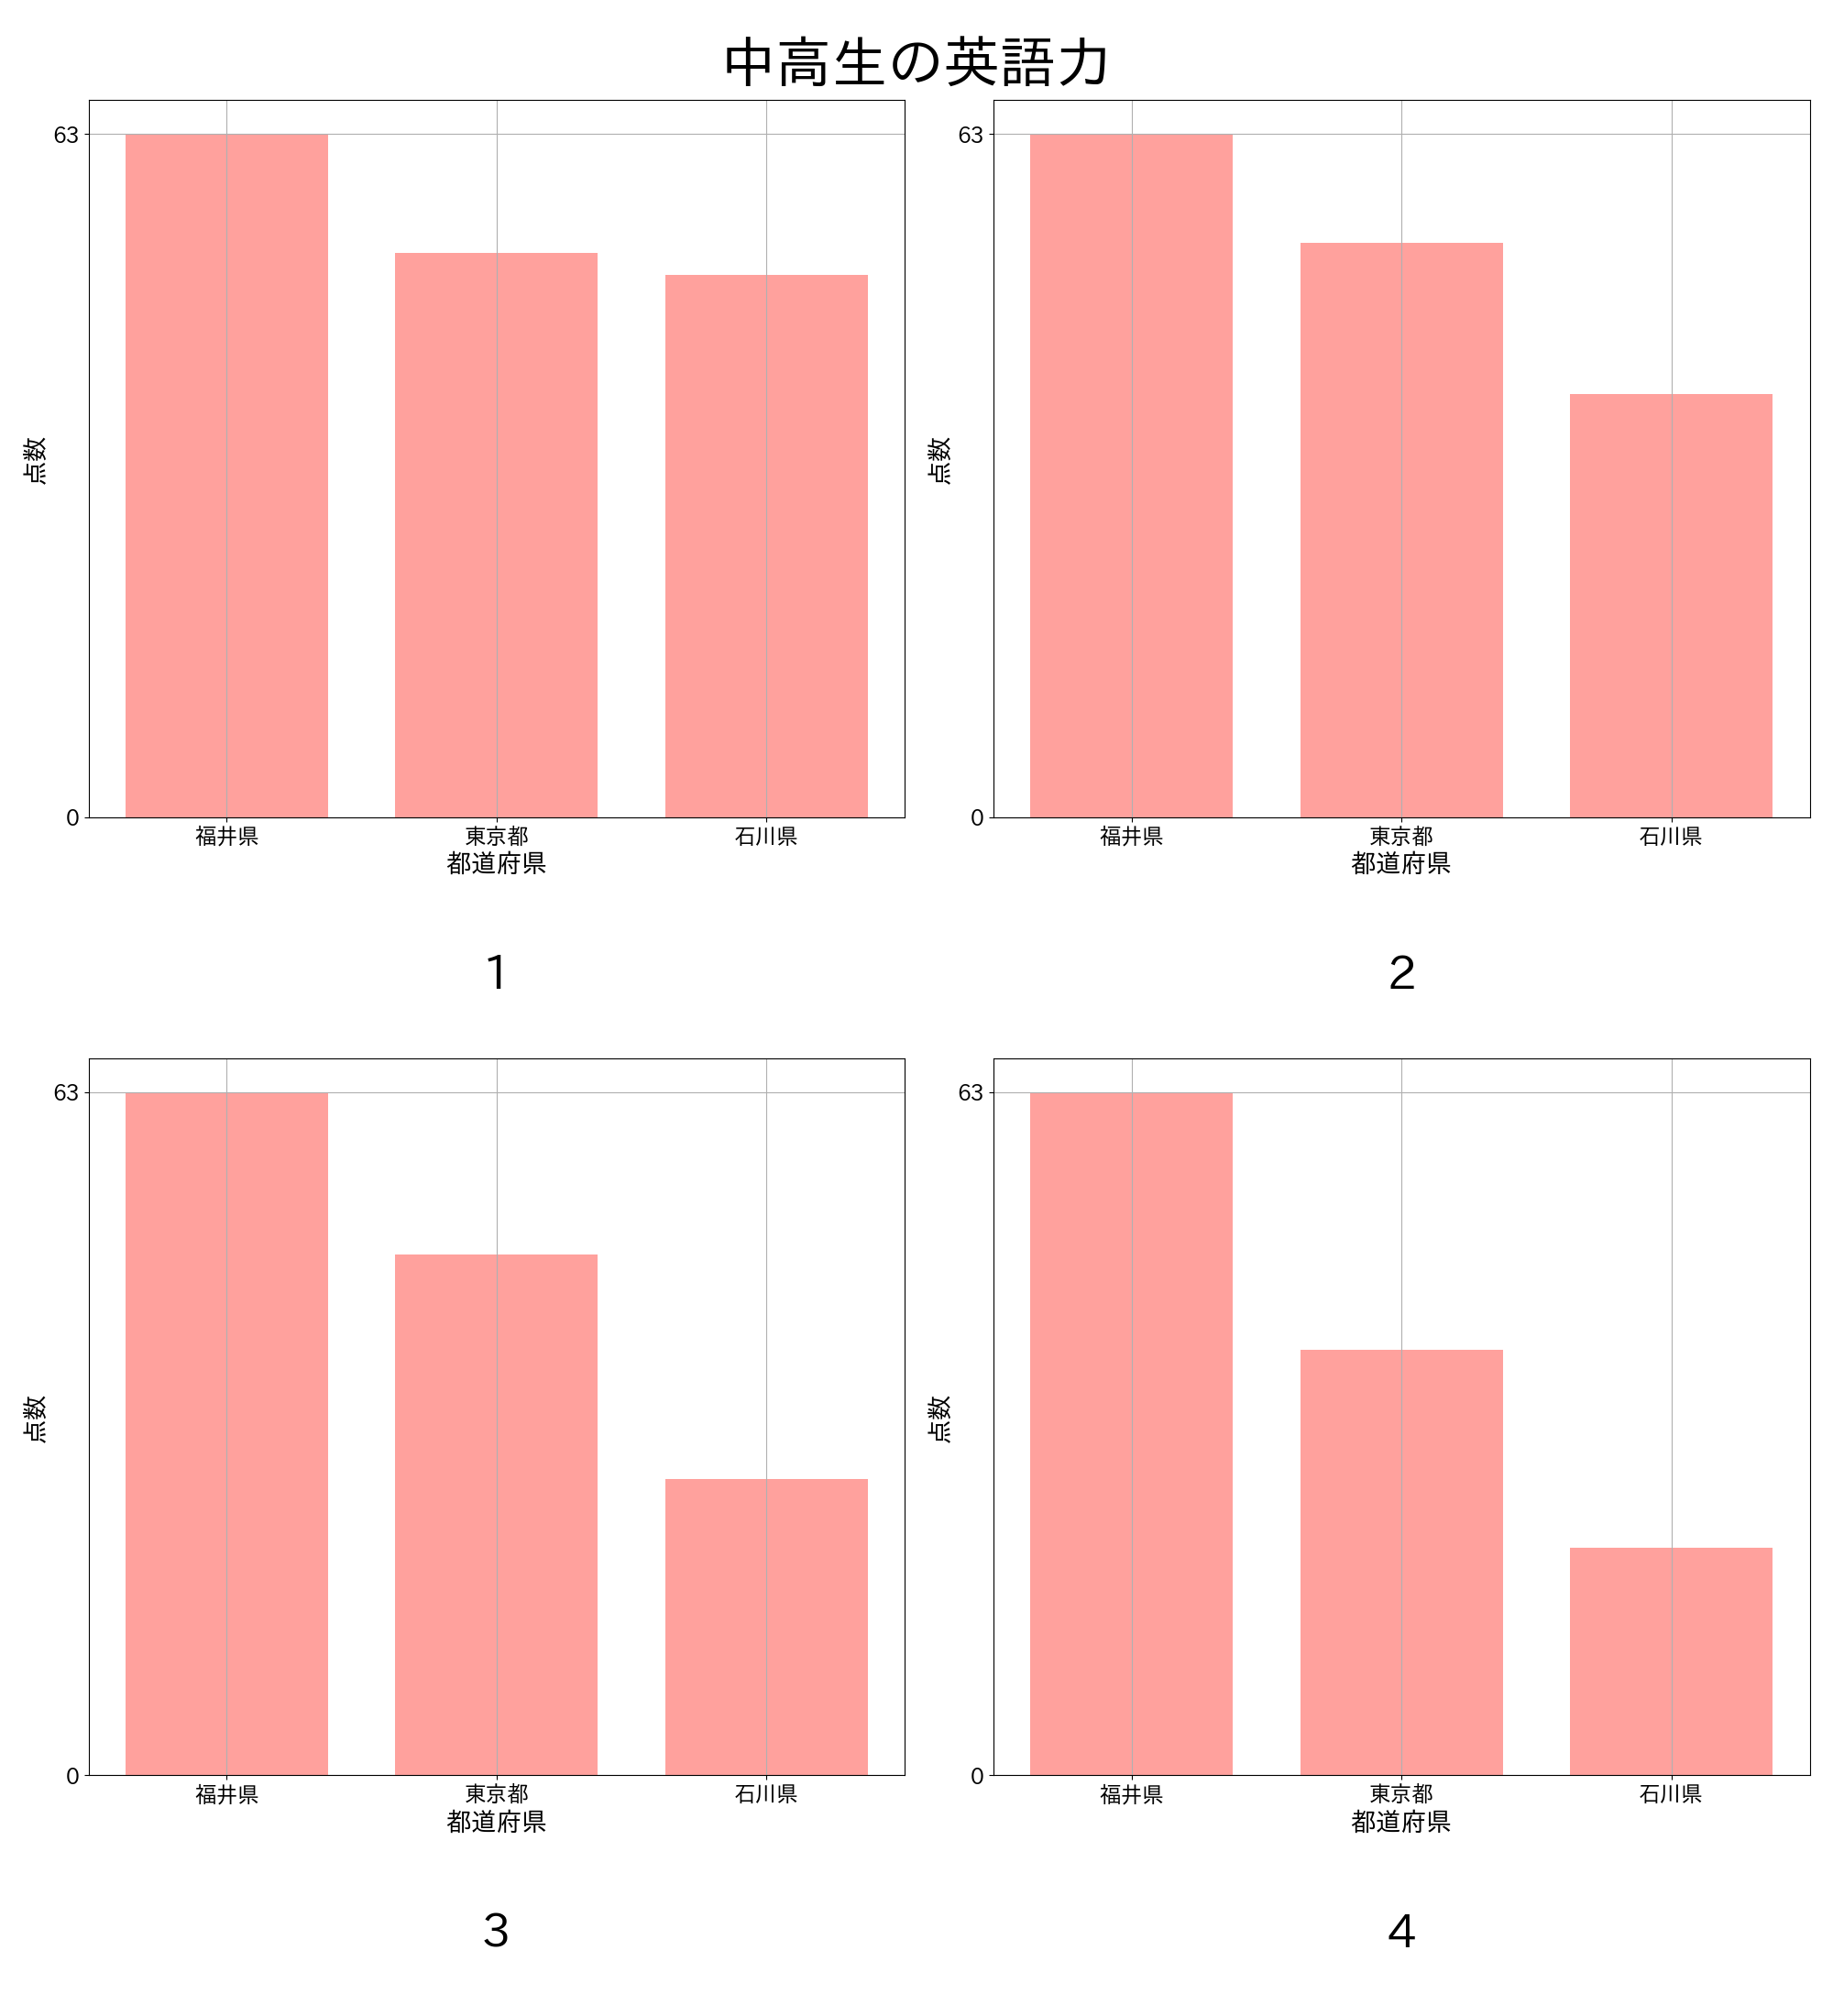 中高生の英語力
63
点数
0
福井県 東京都 石川県
都道府県
1
63
点数
0
福井県 東京都 石川県
都道府県
2
63
点数
0
福井県 東京都 石川県
都道府県
3
63
点数
0
福井県 東京都 石川県
都道府県
4